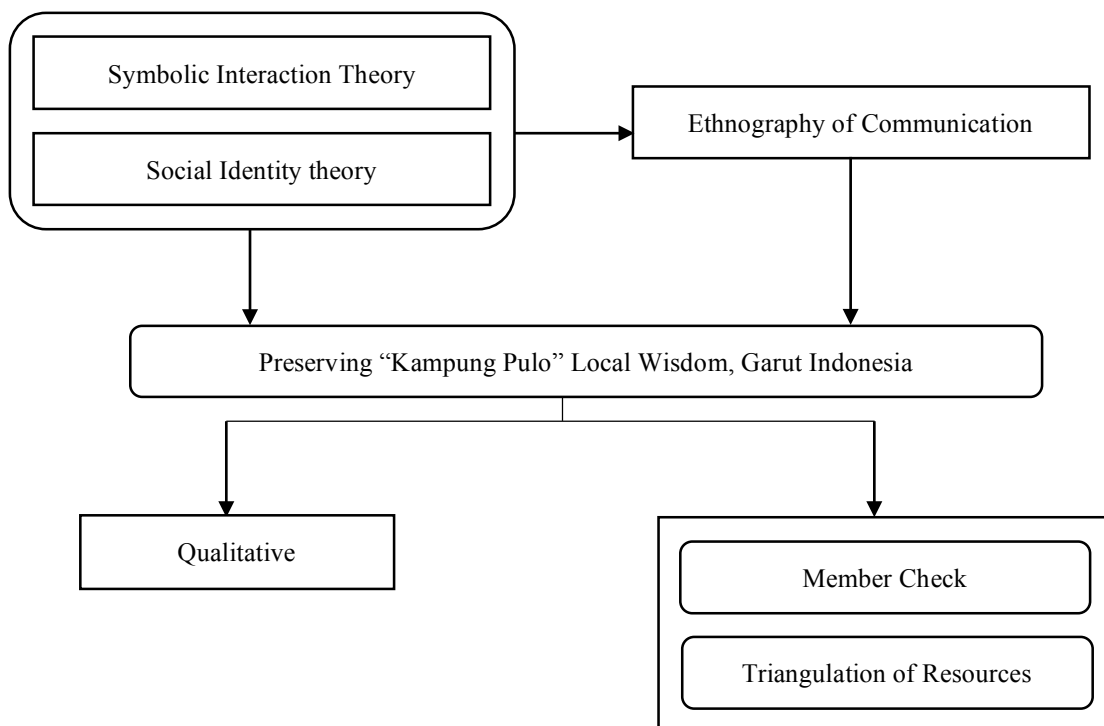 Symbolic Interaction Theory
Ethnography of Communication
Social Identity theory
Preserving “Kampung Pulo” Local Wisdom, Garut Indonesia
Qualitative
Member Check
Triangulation of Resources